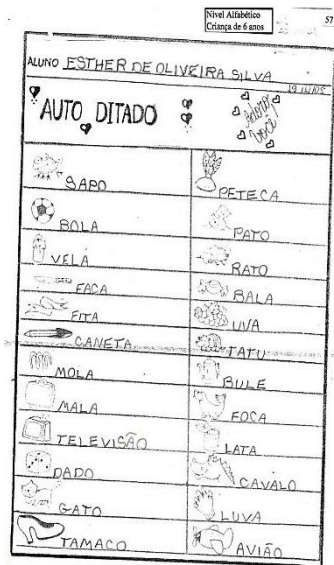 Nível Alfabético
Criança de 6 anos
57
ALUNO ESTHER DE OLIVEIRA SILVA
AUTO DITADO
Adoro
você!
SAPO
PETECA
BOLA
PATO
VELA
RATO
FACA
BALA
FITA
UVA
CANETA
TATU
MOLA
BULE
MALA
FOCA
TELEVISÃO
LATA
DADO
CAVALO
GATO
LUVA
TAMACO
AVIÃO